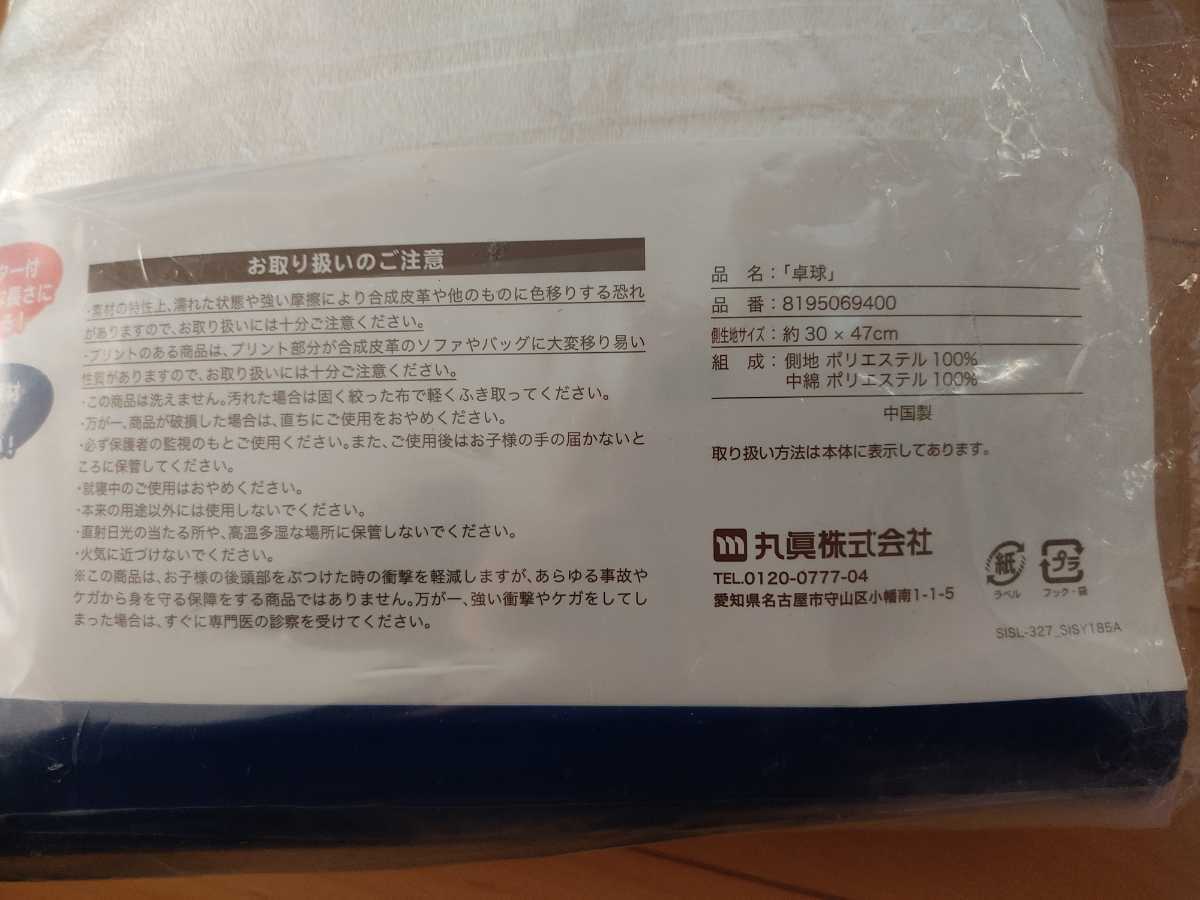 ター付
長さに
！
！
お取り扱いのご注意
・素材の特性上、濡れた状態や強い摩擦により合成皮革や他のものに色移りする恐れ
がありますので、お取り扱いには十分ご注意ください。
・プリントのある商品は、プリント部分が合成皮革のソファやバッグに大変移り易い
性質がありますので、お取り扱いには十分ご注意ください。
・この商品は洗えません。汚れた場合は固く絞った布で軽くふき取ってください。
・万が一、商品が破損した場合は、直ちにご使用をおやめください。
・必ず保護者の監視のもとご使用ください。また、ご使用後はお子様の手の届かないと
ころに保管してください。
・就寝中のご使用はおやめください。
・本来の用途以外には使用しないでください。
・直射日光の当たる所や、高温多湿な場所に保管しないでください。
・火気に近づけないでください。
※この商品は、お子様の後頭部をぶつけた時の衝撃を軽減しますが、あらゆる事故や
ケガから身を守る保障をする商品ではありません。万が一、強い衝撃やケガをしてし
まった場合は、すぐに専門医の診察を受けてください。
品 名：「卓球」
品 番：8195069400
側生地サイズ：約 30 × 47cm
組 成：側地 ポリエステル 100%
中綿 ポリエステル 100%
中国製
取り扱い方法は本体に表示してあります。
丸眞株式会社
TEL.0120-0777-04
愛知県名古屋市守山区小幡南1-1-5
紙
ラベル
プラ
フック・袋
SISL-327_SISY185A